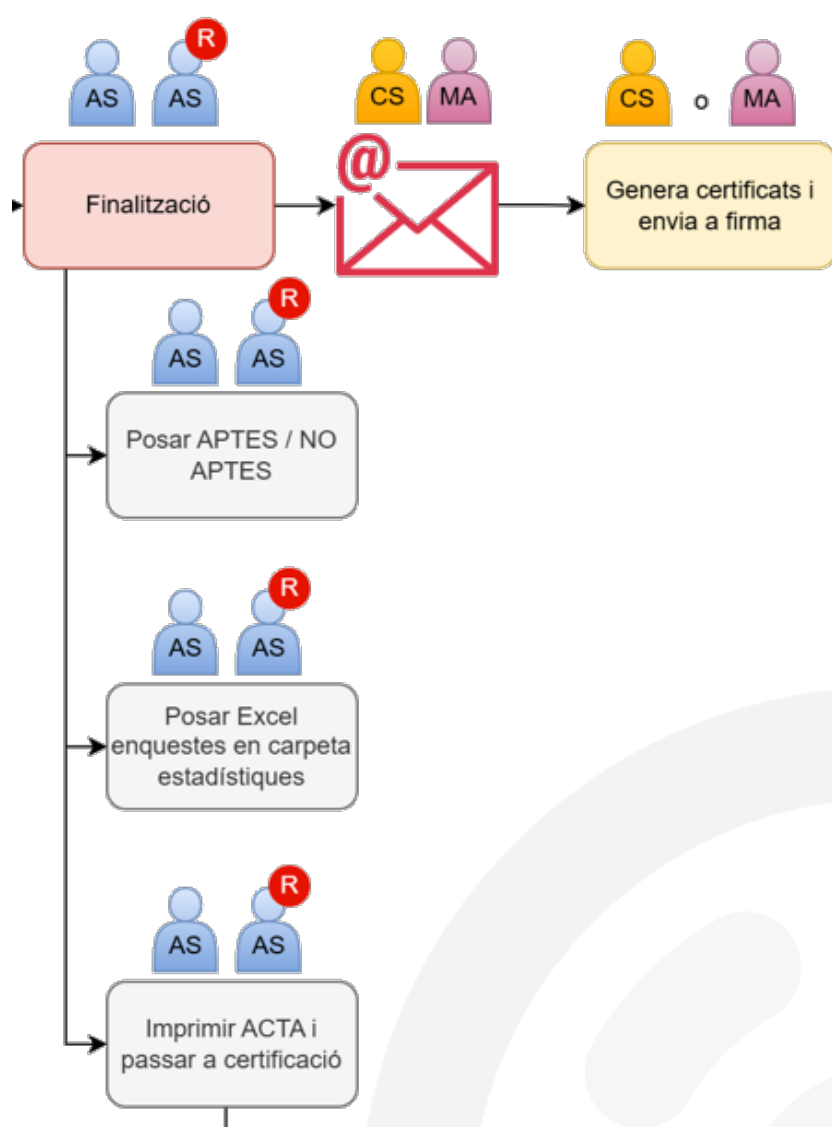 R
AS AS
CS MA
CS o MA
@
Finalització
Genera certificats i
envia a firma
R
AS AS
Posar APTES / NO
APTES
R
AS AS
Posar Excel
enquestes en carpeta
estadístiques
R
AS AS
Imprimir ACTA i
passar a certificació